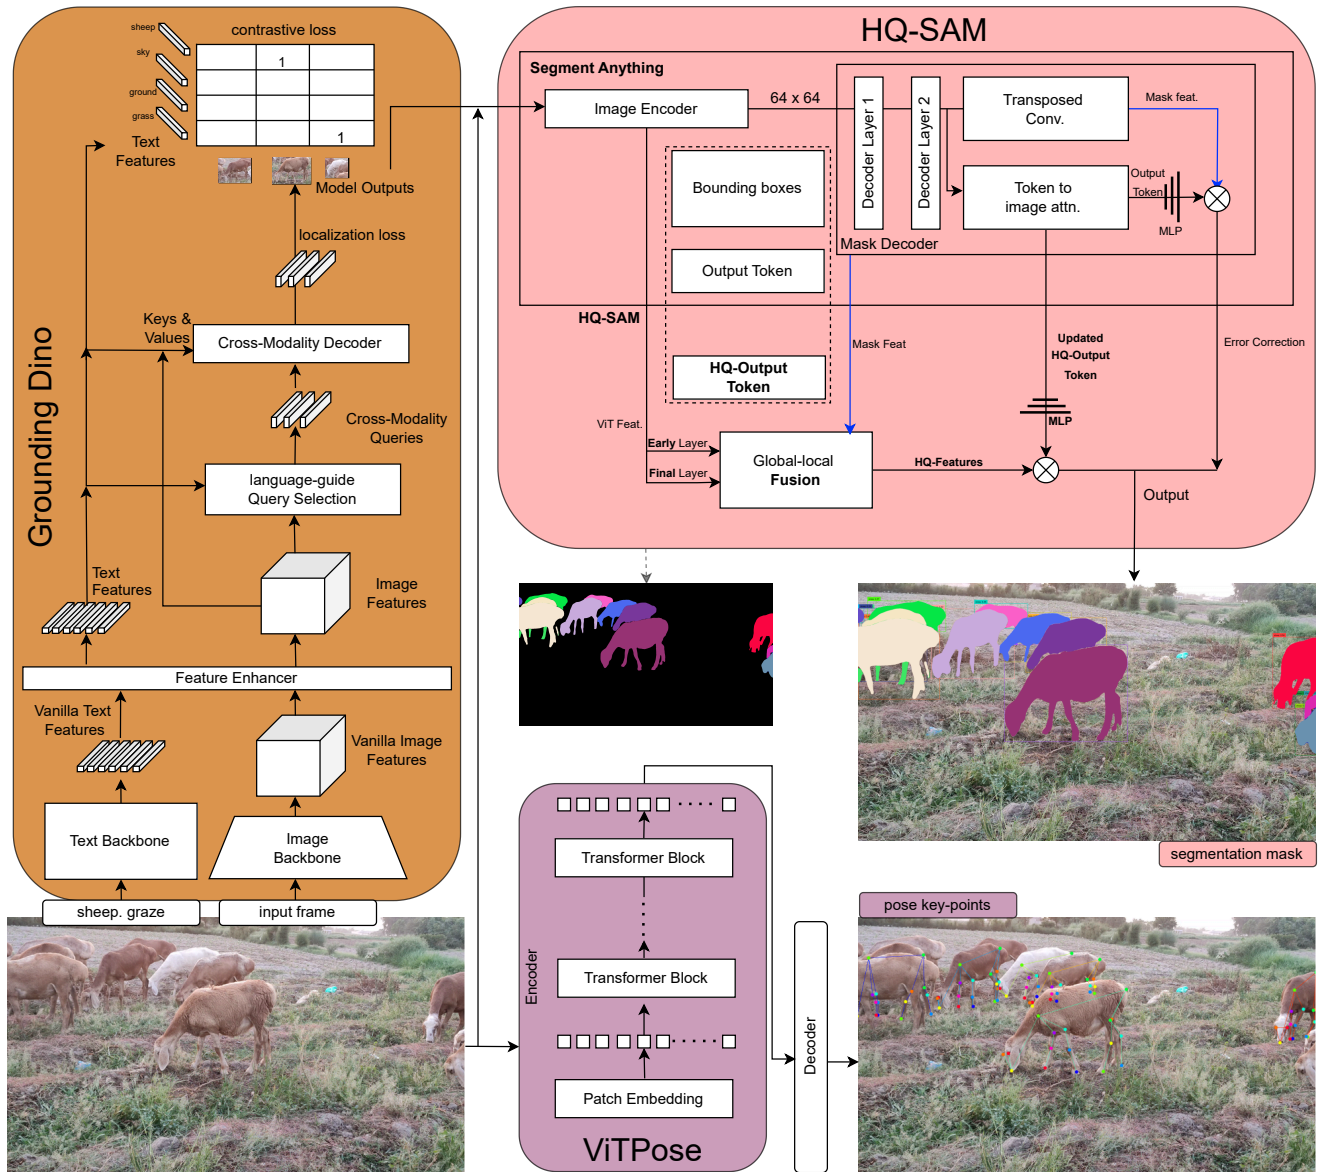 Grounding Dino
sheep
sky
ground
grass
contrastive loss
1
1
Text
Features
Model Outputs
localization loss
Keys &
Values
Cross-Modality Decoder
Cross-Modality
Queries
language-guide
Query Selection
Text
Features
Image
Features
Feature Enhancer
Vanilla Text
Features
Vanilla Image
Features
Text Backbone
Image
Backbone
sheep. graze
input frame
HQ-SAM
Segment Anything
Image Encoder
64 x 64
Decoder Layer 1
Decoder Layer 2
Transposed
Conv.
Mask feat.
Token to
image attn.
Output
Token
MLP
Mask Decoder
Bounding boxes
Output Token
HQ-SAM
HQ-Output
Token
Mask Feat
Updated
HQ-Output
Token
Error Correction
MLP
ViT Feat.
Early Layer
Final Layer
Global-local
Fusion
HQ-Features
Output
segmentation mask
Encoder
Transformer Block
Transformer Block
Patch Embedding
ViTPose
Decoder
pose key-points